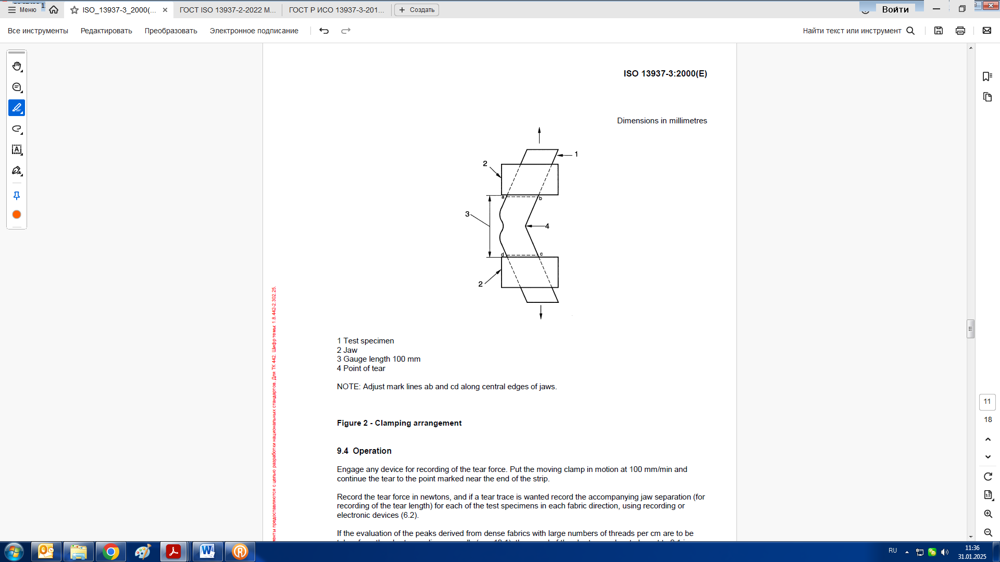 Меню
ISO_13937-3_2000(...
ГОСТ ISO 13937-2-2022 М...
ГОСТ Р ИСО 13937-3-201...
Создать
Войти
Все инструменты
Редактировать
Преобразовать
Электронное подписание
Найти текст или инструмент
ISO 13937-3:2000(E)
Dimensions in millimetres
1
2
a
b
3
4
d
c
2
1 Test specimen
2 Jaw
3 Gauge length 100 mm
4 Point of tear
NOTE: Adjust mark lines ab and cd along central edges of jaws.
Figure 2 - Clamping arrangement
9.4 Operation
Engage any device for recording of the tear force. Put the moving clamp in motion at 100 mm/min and
continue the tear to the point marked near the end of the strip.
Record the tear force in newtons, and if a tear trace is wanted record the accompanying jaw separation (for
recording of the tear length) for each of the test specimens in each fabric direction, using recording or
electronic devices (6.2).
If the evaluation of the peaks derived from dense fabrics with large numbers of threads per cm are to be
предоставляются с целью разработки национальных стандартов. Для ТК 442. Шифр темы: 1.8.442-2.302.25.
11
18
RU
11:36
31.01.2025